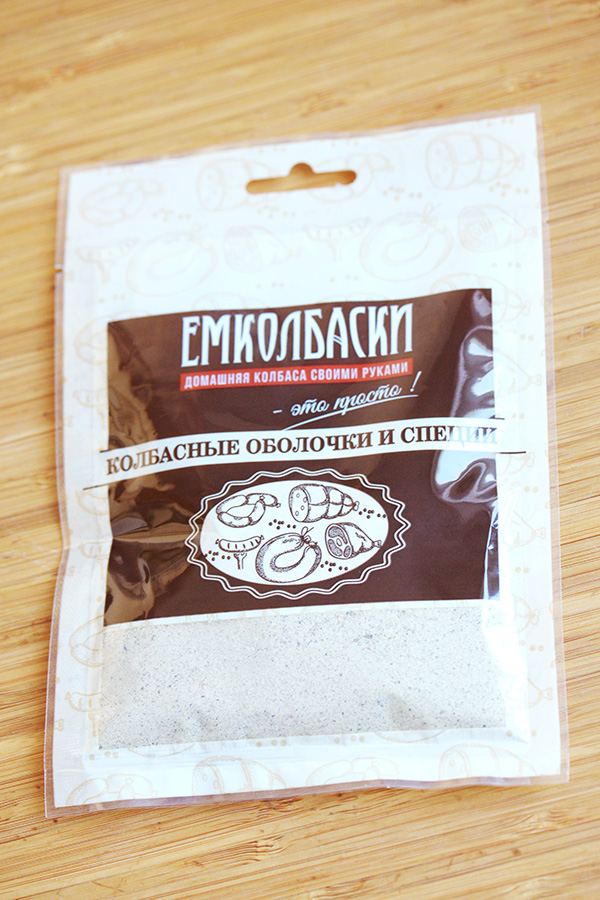 ЕМКОЛБАСКИ
ДОМАШНЯЯ КОЛБАСА СВОИМИ РУКАМИ
- это просто!
КОЛБАСНЫЕ ОБОЛОЧКИ И СПЕЦИИ